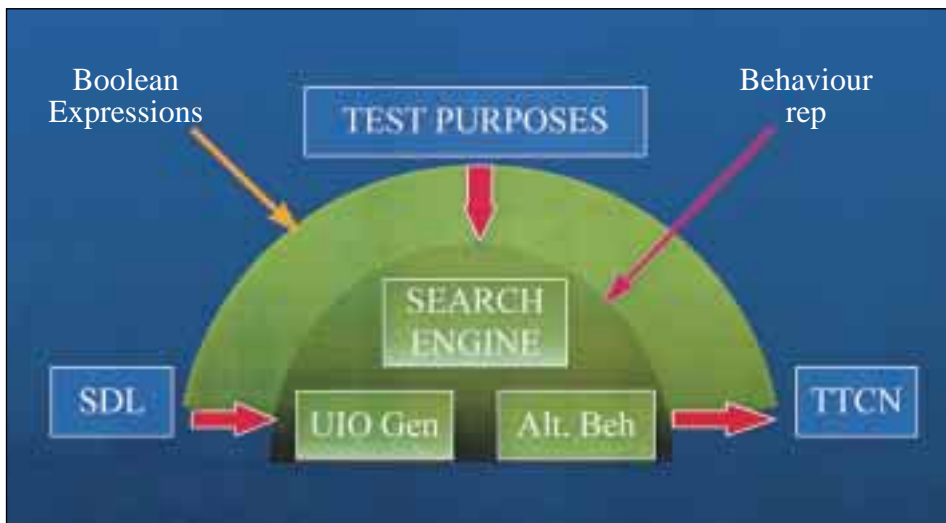 Boolean
Expressions
Behaviour
rep
TEST PURPOSES
SEARCH
ENGINE
SDL
UIO Gen
Alt. Beh
TTCN